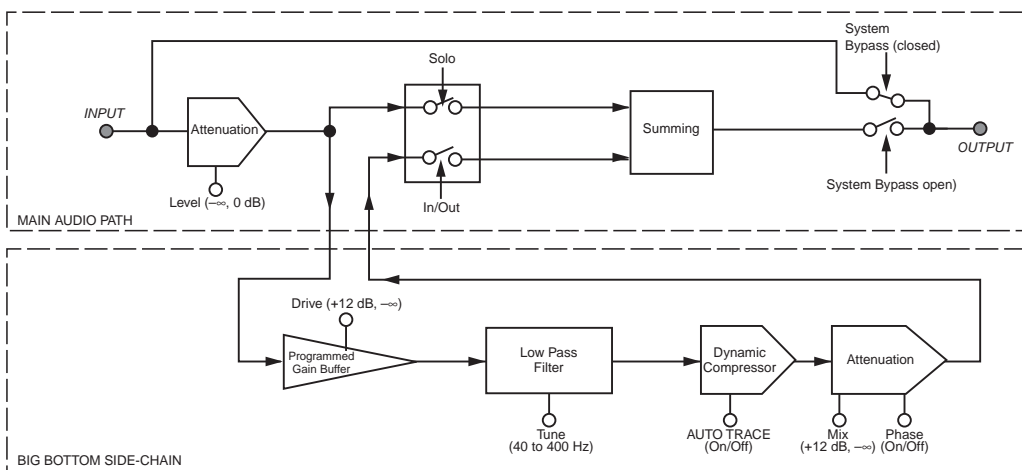 System
Bypass (closed)
Solo
INPUT
Attenuation
Summing
OUTPUT
System Bypass open)
Level (–∞, 0 dB)
In/Out
MAIN AUDIO PATH
Drive (+12 dB, –∞)
Programmed
Gain Buffer
Low Pass
Filter
Dynamic
Compressor
Attenuation
Tune
(40 to 400 Hz)
AUTO TRACE
(On/Off)
Mix
(+12 dB, –∞)
Phase
(On/Off)
BIG BOTTOM SIDE-CHAIN